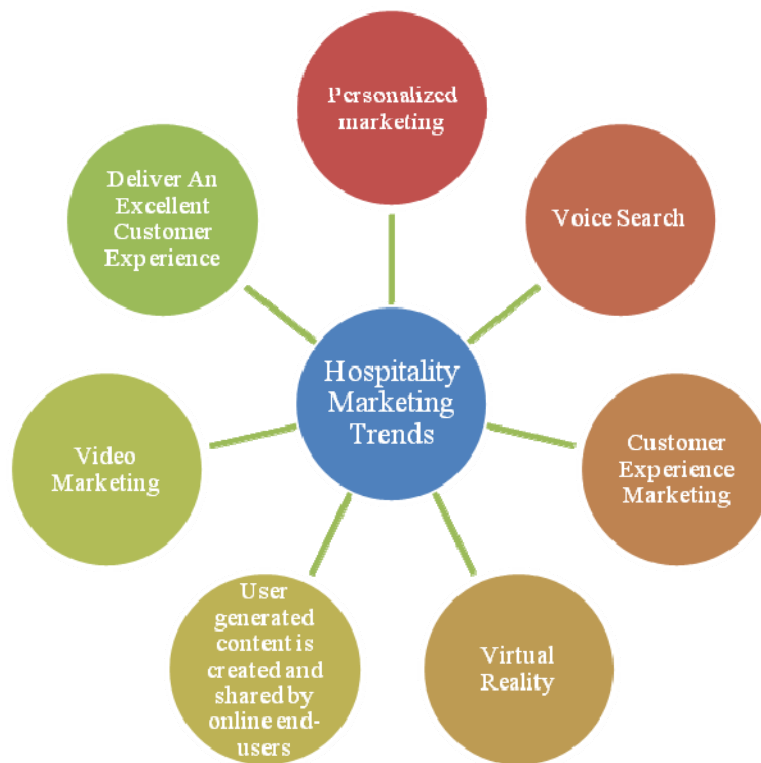 Personalized
marketing
Voice Search
Customer
Experience
Marketing
Virtual
Reality
User
generated
content is
created and
shared by
online end-
users
Video
Marketing
Deliver An
Excellent
Customer
Experience
Hospitality
Marketing
Trends